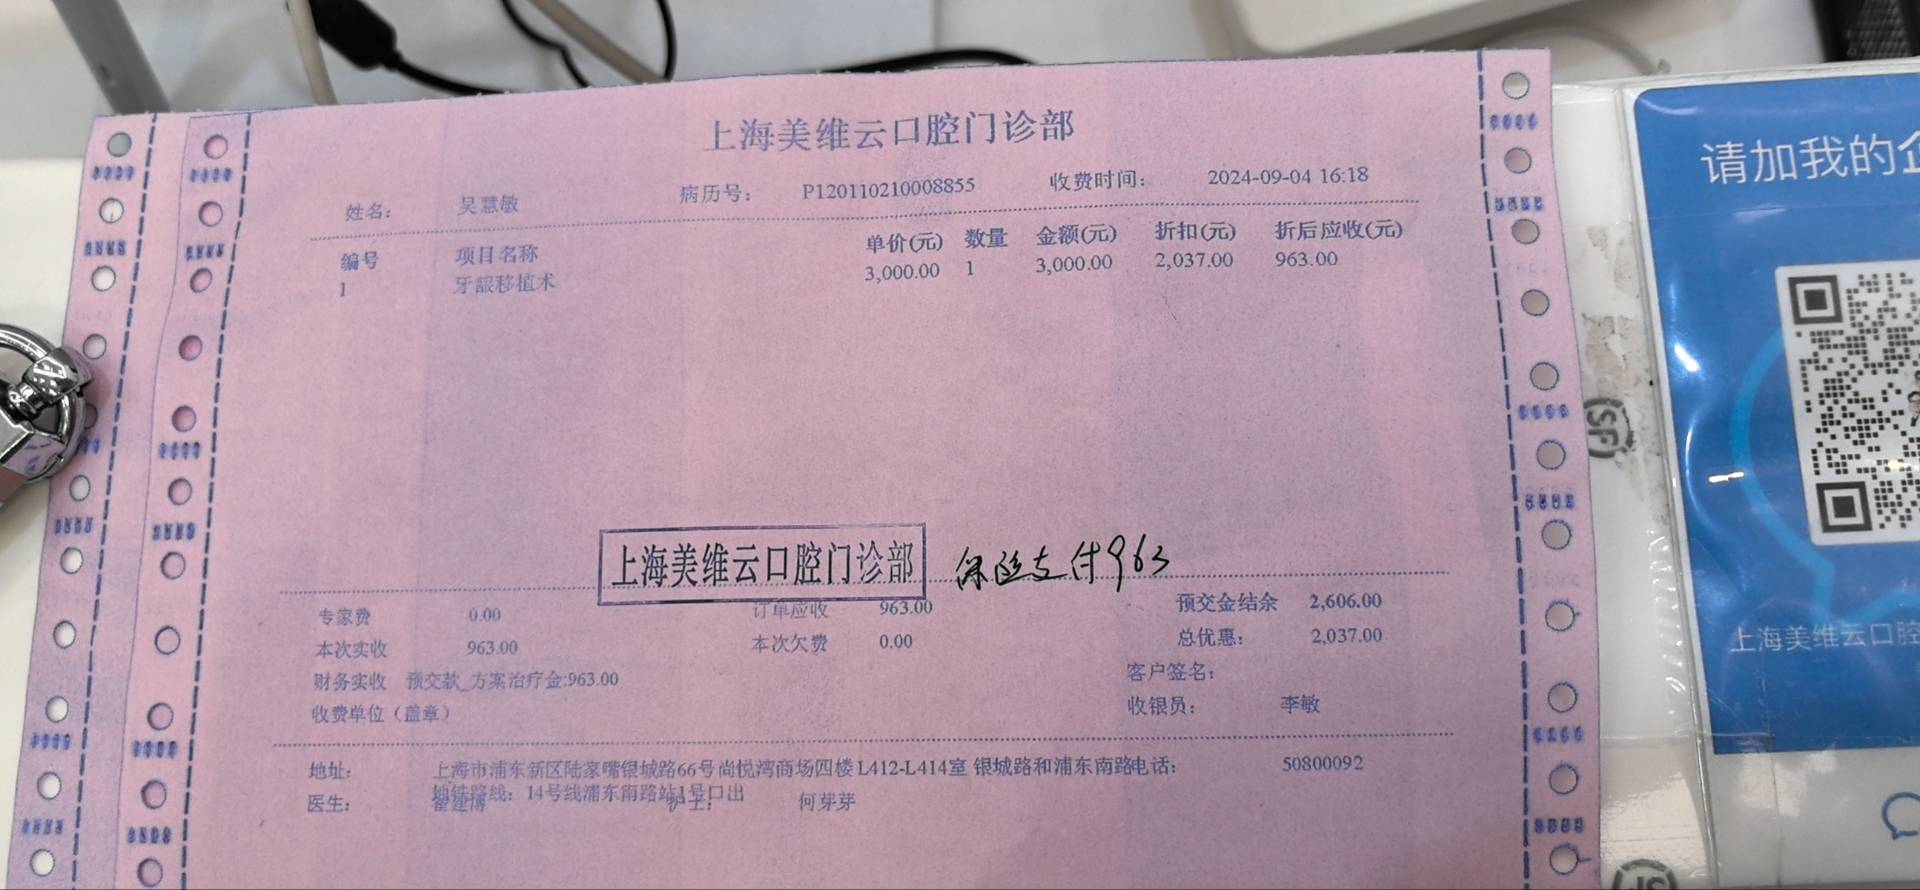 上海美维云口腔门诊部
姓名： 吴慧敏 病历号： P120110210008855 收费时间： 2024-09-04 16:18
编号 项目名称 单价(元) 数量 金额(元) 折扣(元) 折后应收(元)
1 牙龈移植术 3,000.00 1 3,000.00 2,037.00 963.00
上海美维云口腔门诊部 保险支付963
专家费 0.00 订单应收 963.00 预交金结余 2,606.00
本次实收 963.00 本次欠费 0.00 总优惠： 2,037.00
财务实收 预交款_方案治疗金:963.00 客户签名：
收费单位（盖章） 收银员： 李敏
地址： 上海市浦东新区陆家嘴银城路66号尚悦湾商场四楼L412-L414室 银城路和浦东南路电话： 50800092
地铁路线：14号线浦东南路站1号口出
医生： 翟建博 护士： 何芽芽
请加我的企
上海美维云口腔